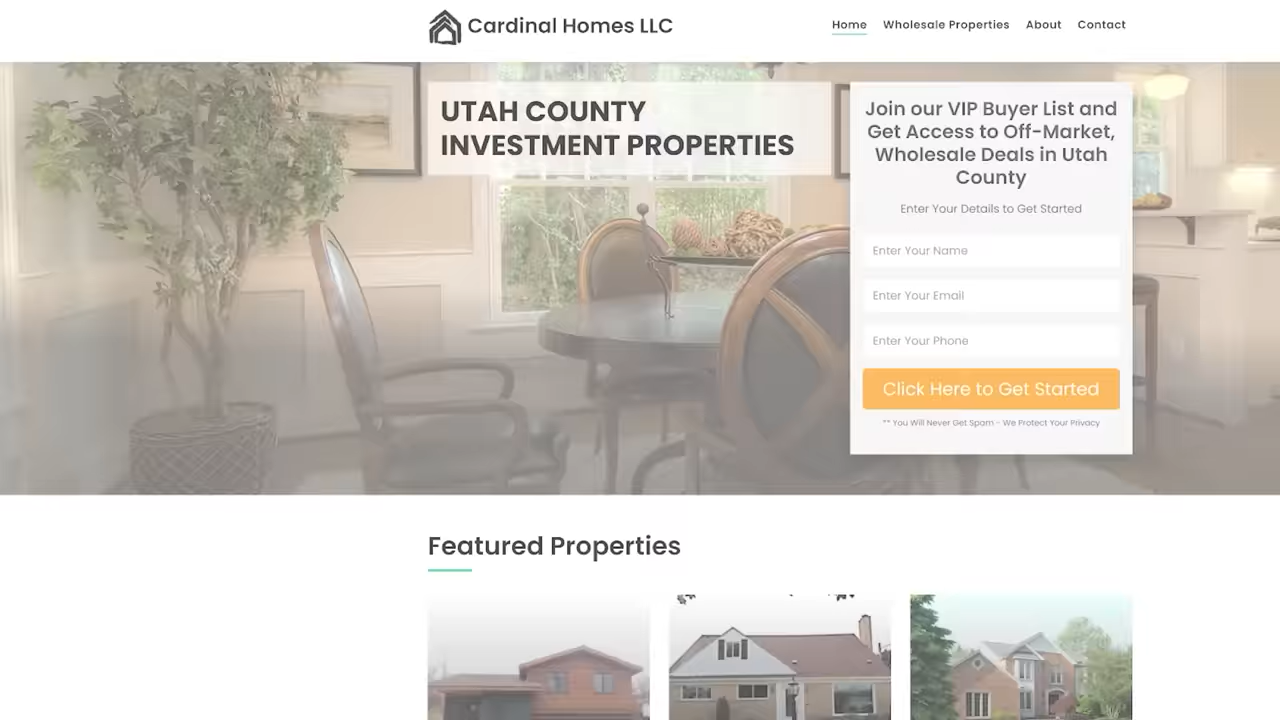 Cardinal Homes LLC
Home
Wholesale Properties
About
Contact
UTAH COUNTY
INVESTMENT PROPERTIES
Join our VIP Buyer List and
Get Access to Off-Market,
Wholesale Deals in Utah
County
Enter Your Details to Get Started
Enter Your Name
Enter Your Email
Enter Your Phone
Click Here to Get Started
** You Will Never Get Spam - We Protect Your Privacy
Featured Properties